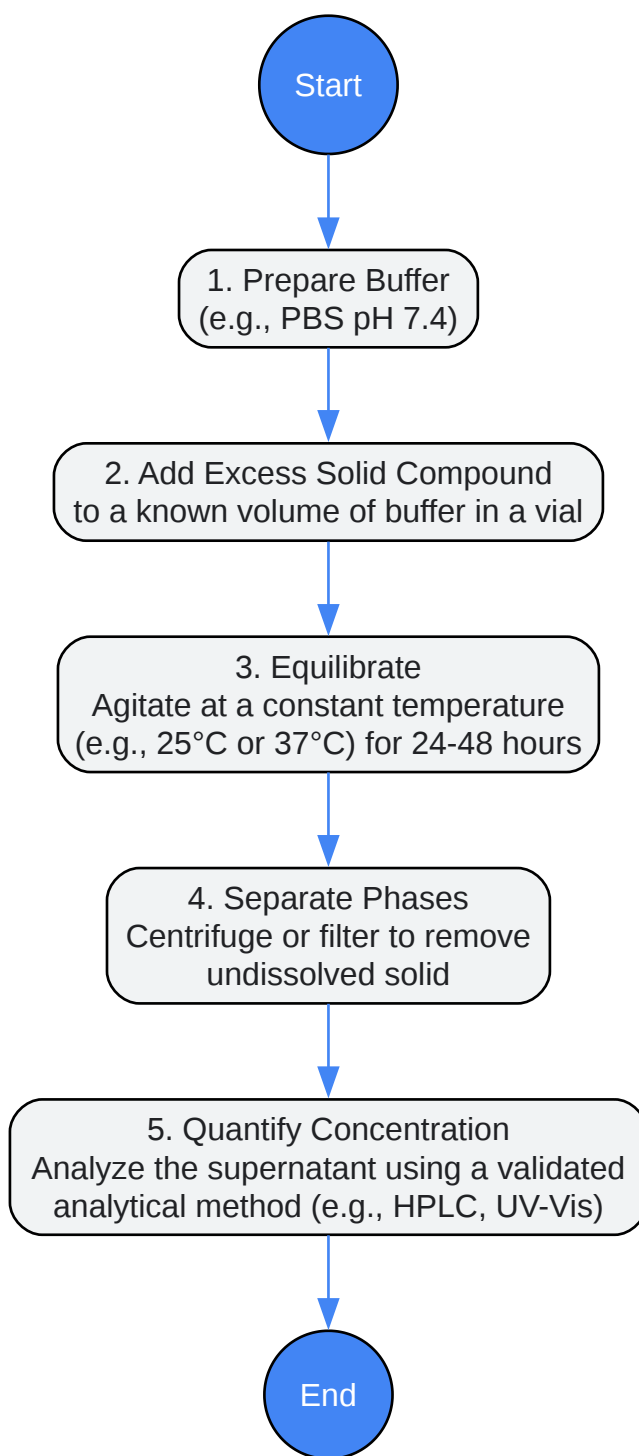 Start
1. Prepare Buffer
(e.g., PBS pH 7.4)
2. Add Excess Solid Compound
to a known volume of buffer in a vial
3. Equilibrate
Agitate at a constant temperature
(e.g., 25°C or 37°C) for 24-48 hours
4. Separate Phases
Centrifuge or filter to remove
undissolved solid
5. Quantify Concentration
Analyze the supernatant using a validated
analytical method (e.g., HPLC, UV-Vis)
End